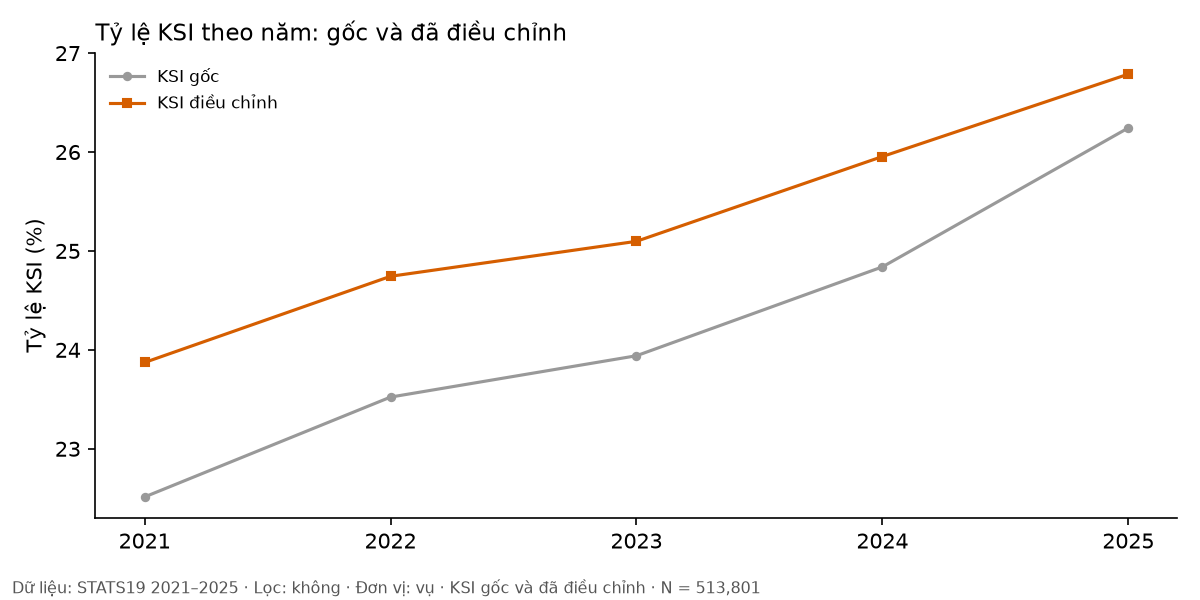 Tỷ lệ KSI theo năm: gốc và đã điều chỉnh
27
KSI gốc
KSI điều chỉnh
26
25
24
23
Tỷ lệ KSI (%)
2021 2022 2023 2024 2025
Dữ liệu: STATS19 2021–2025 · Lọc: không · Đơn vị: vụ · KSI gốc và đã điều chỉnh · N = 513,801